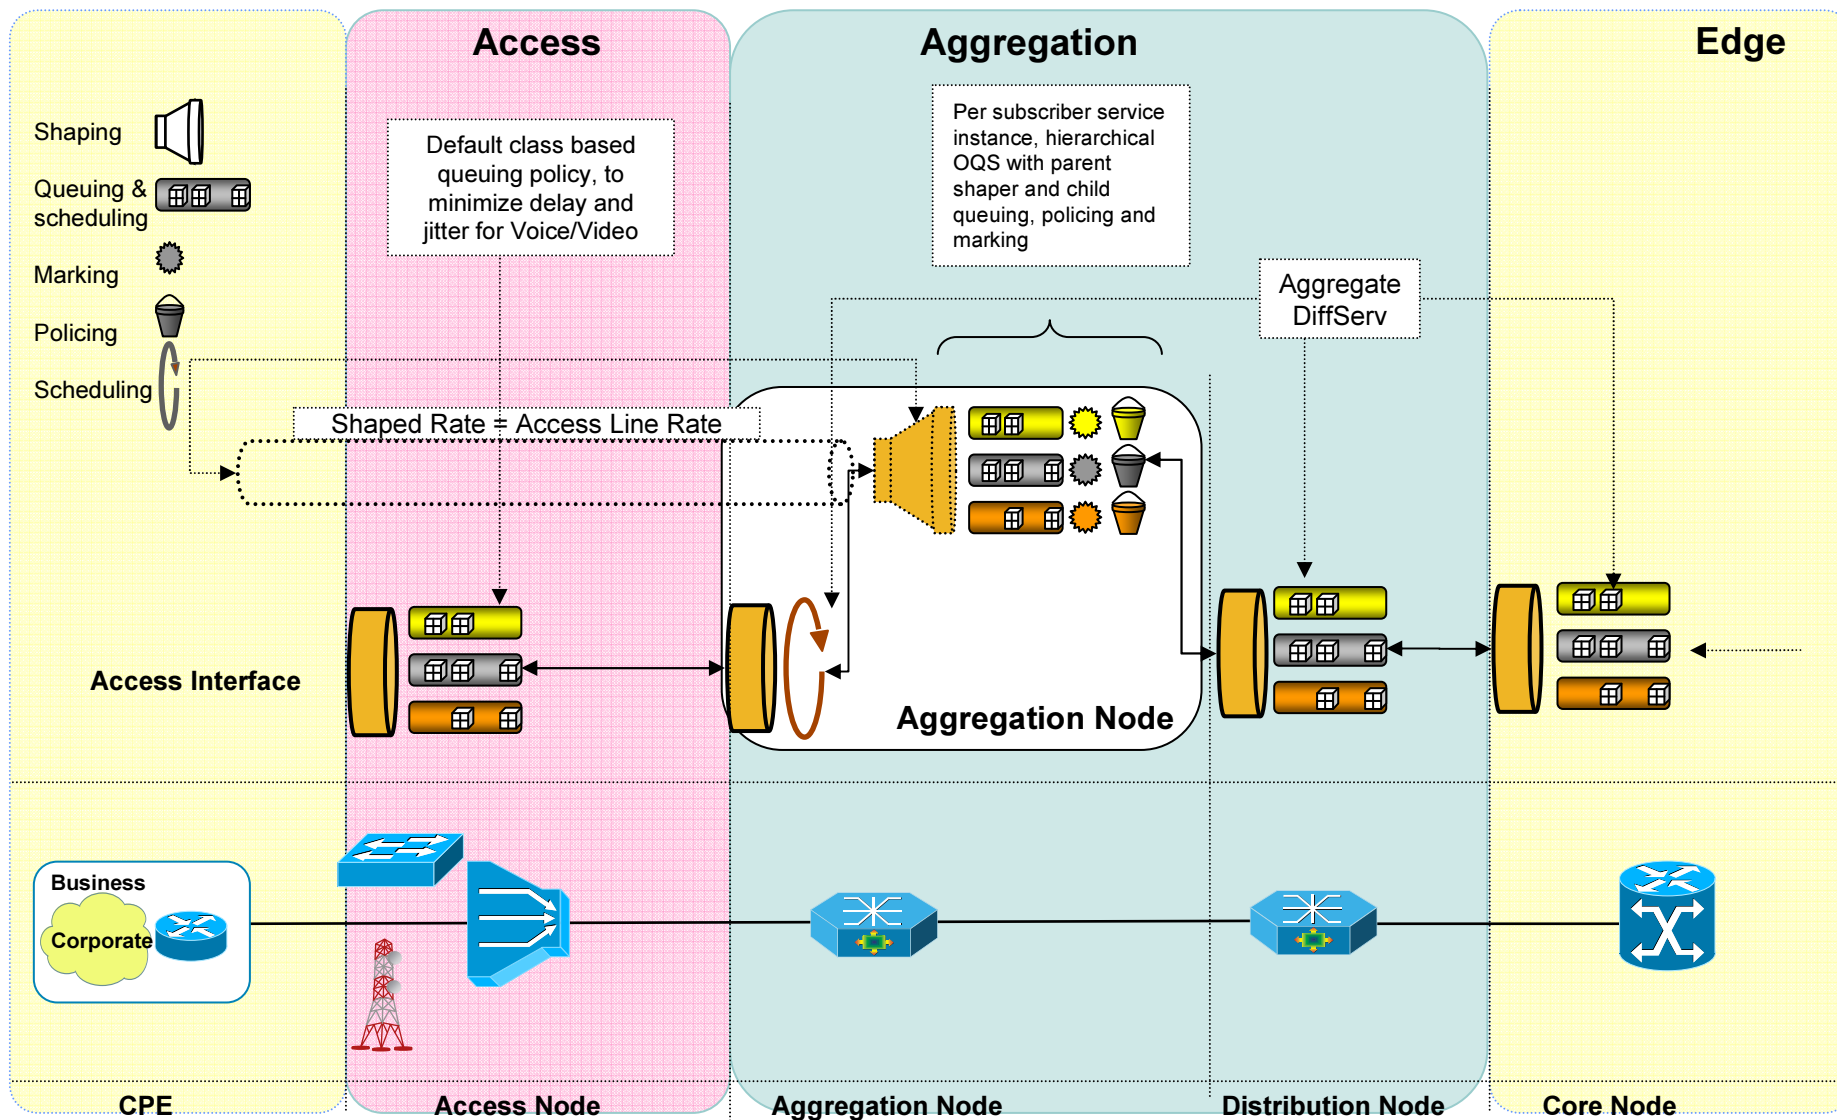 Access
Aggregation
Edge
Shaping
Queuing &
scheduling
Marking
Policing
Scheduling
Default class based
queuing policy, to
minimize delay and
jitter for Voice/Video
Per subscriber service
instance, hierarchical
OQS with parent
shaper and child
queuing, policing and
marking
Aggregate
DiffServ
Shaped Rate = Access Line Rate
Access Interface
Aggregation Node
Business
Corporate
CPE
Access Node
Aggregation Node
Distribution Node
Core Node